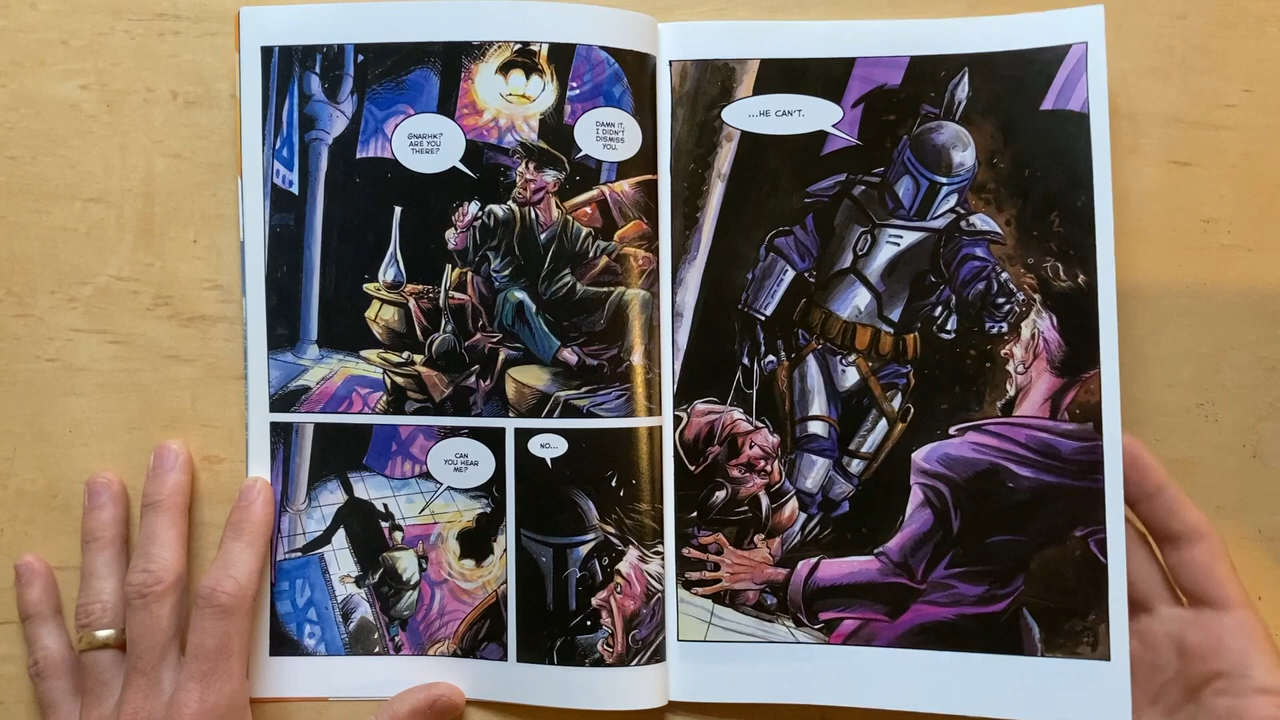 GNARHK?
ARE YOU
THERE?
DAMN IT,
I DIDN'T
DISMISS
YOU.
CAN
YOU HEAR
ME?
NO...
...HE CAN'T.